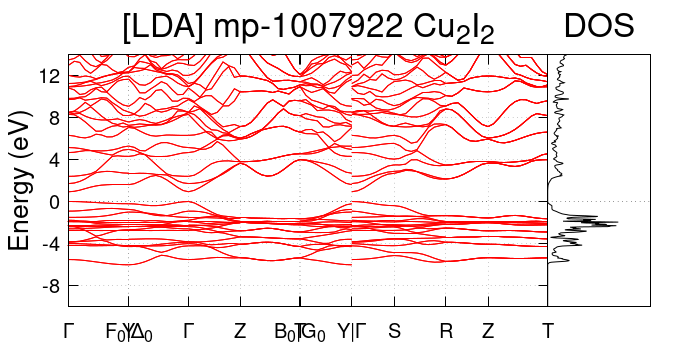 [LDA] mp-1007922 Cu₂I₂ DOS
Energy (eV)
12
8
4
0
-4
-8
Γ F₀ Y Δ₀ Γ Z B₀ T G₀ Y|Γ S R Z T